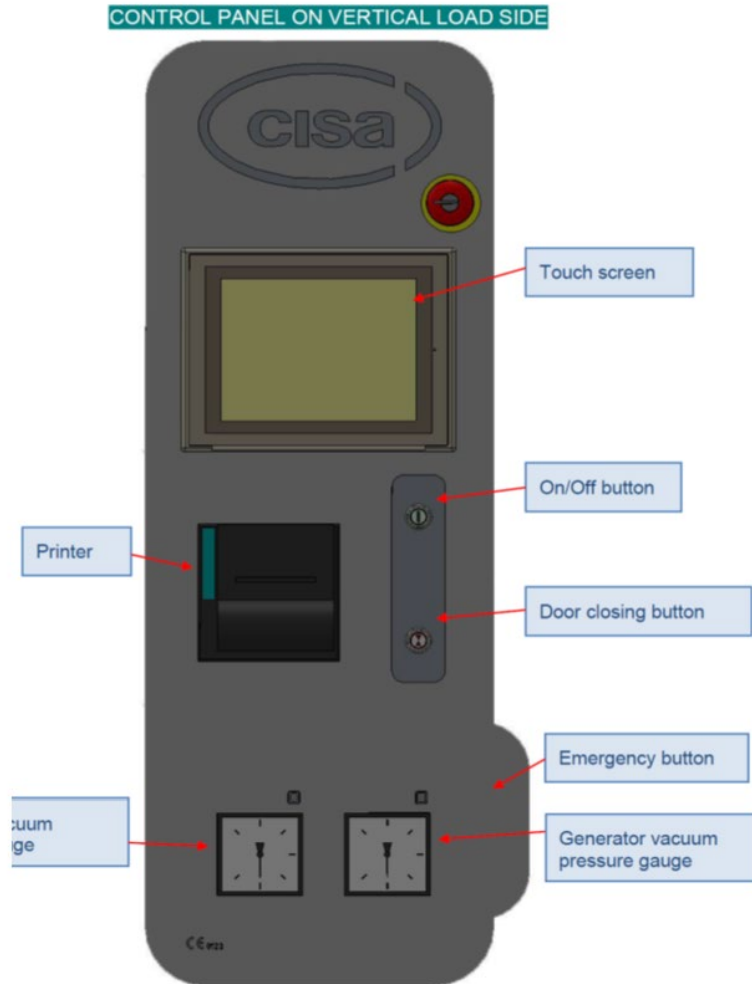 CONTROL PANEL ON VERTICAL LOAD SIDE
cisa
Touch screen
On/Off button
Printer
Door closing button
Emergency button
cuum
ge
Generator vacuum
pressure gauge
CE